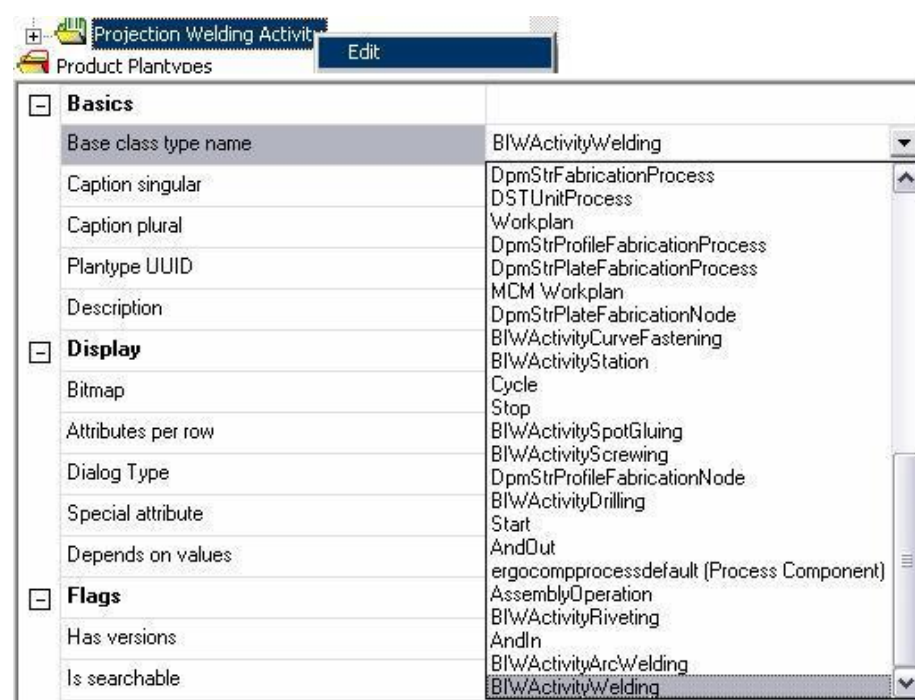 Projection Welding Activit
Edit
Product Plantypes
Basics
Base class type name
BIWActivityWelding
Caption singular
Caption plural
Plantype UUID
Description
Display
Bitmap
Attributes per row
Dialog Type
Special attribute
Depends on values
Flags
Has versions
Is searchable
DpmStrFabricationProcess
DSTUnitProcess
Workplan
DpmStrProfileFabricationProcess
DpmStrPlateFabricationProcess
MCM Workplan
DpmStrPlateFabricationNode
BIWActivityCurveFastening
BIWActivityStation
Cycle
Stop
BIWActivitySpotGluing
BIWActivityScrewing
DpmStrProfileFabricationNode
BIWActivityDrilling
Start
AndOut
ergocompprocessdefault (Process Component)
AssemblyOperation
BIWActivityRiveting
AndIn
BIWActivityArcWelding
BIWActivityWelding